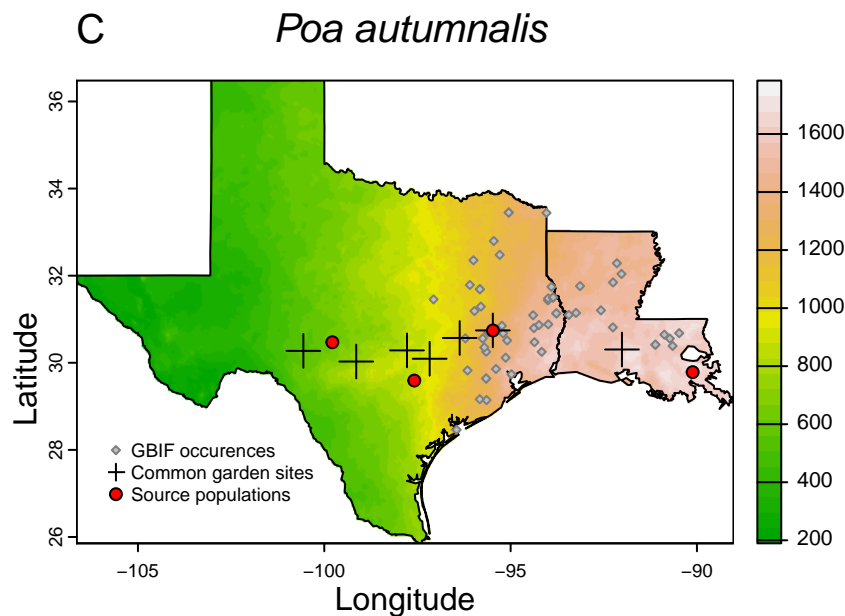 C
Poa autumnalis
36
34
32
30
28
26
Latitude
GBIF occurences
Common garden sites
Source populations
−105
−100
−95
−90
Longitude
1600
1400
1200
1000
800
600
400
200